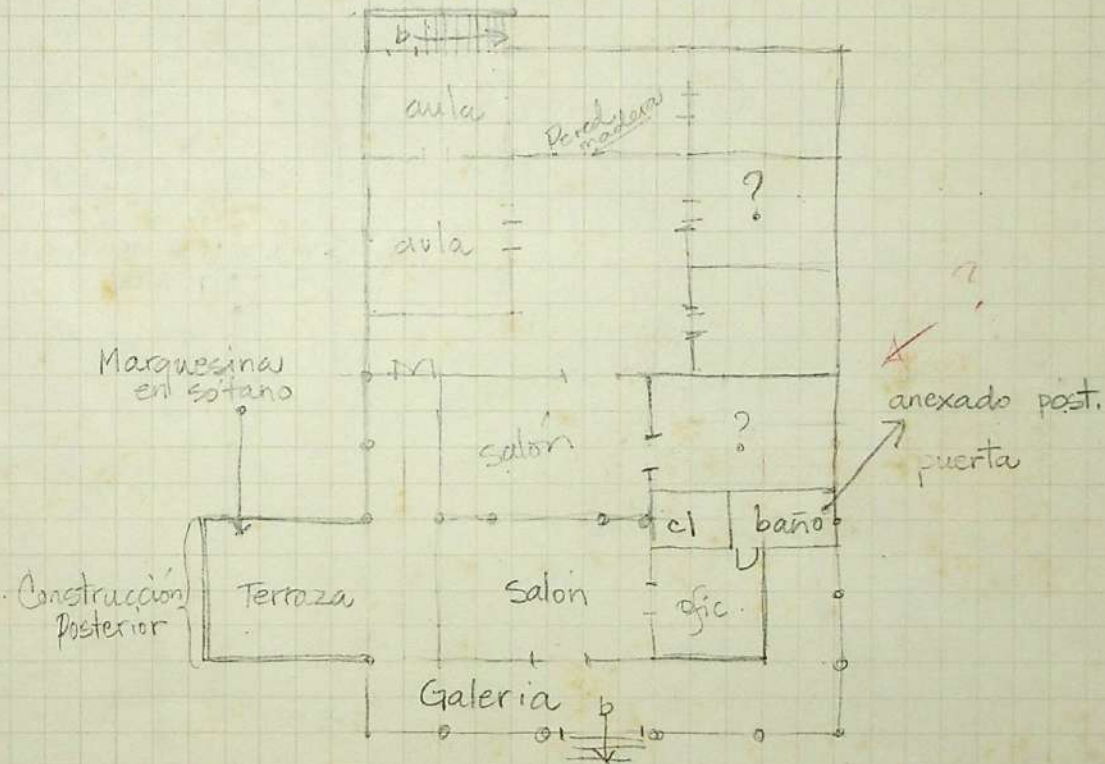 b
aula
Pared
madera
?
aula
?
Marquesina
en sótano
anexado post.
puerta
salón
?
cl
baño
Construcción
Posterior
Terraza
Salon
ofic.
Galeria
b